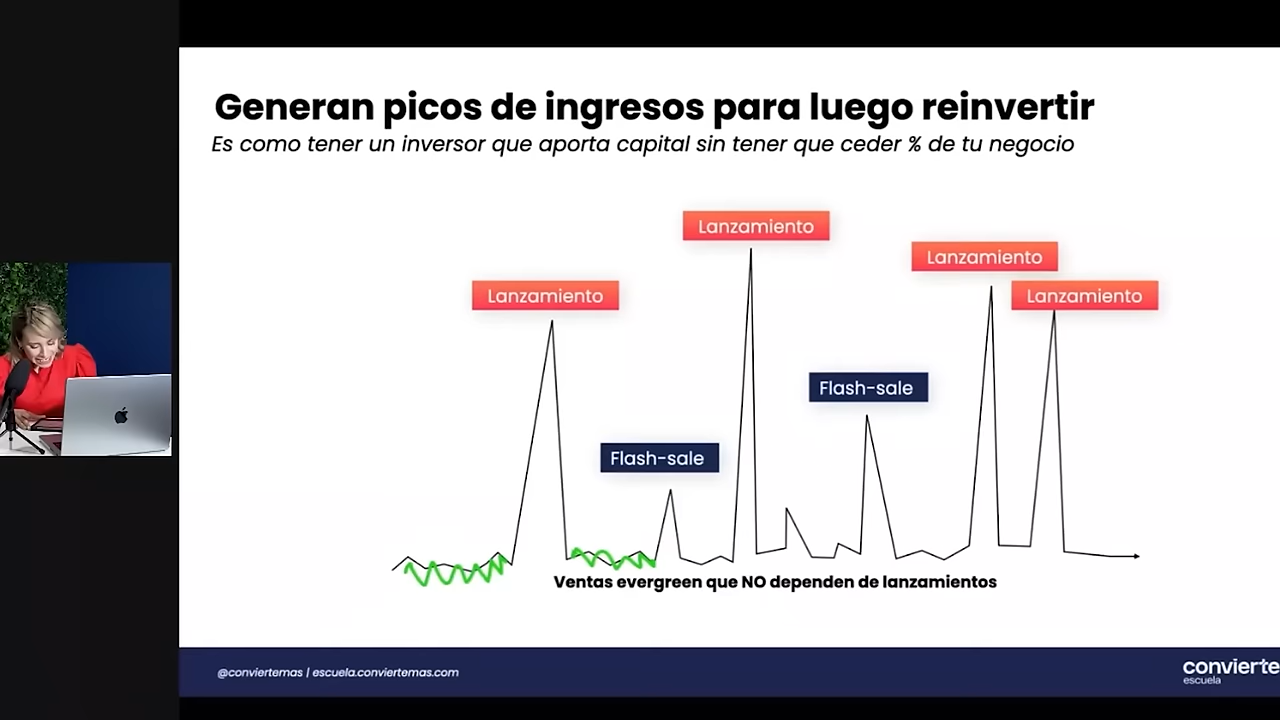 Generan picos de ingresos para luego reinvertir
Es como tener un inversor que aporta capital sin tener que ceder % de tu negocio
Lanzamiento
Lanzamiento
Lanzamiento
Lanzamiento
Flash-sale
Flash-sale
Ventas evergreen que NO dependen de lanzamientos
@conviertemas | escuela.conviertemas.com
convierte
escuela